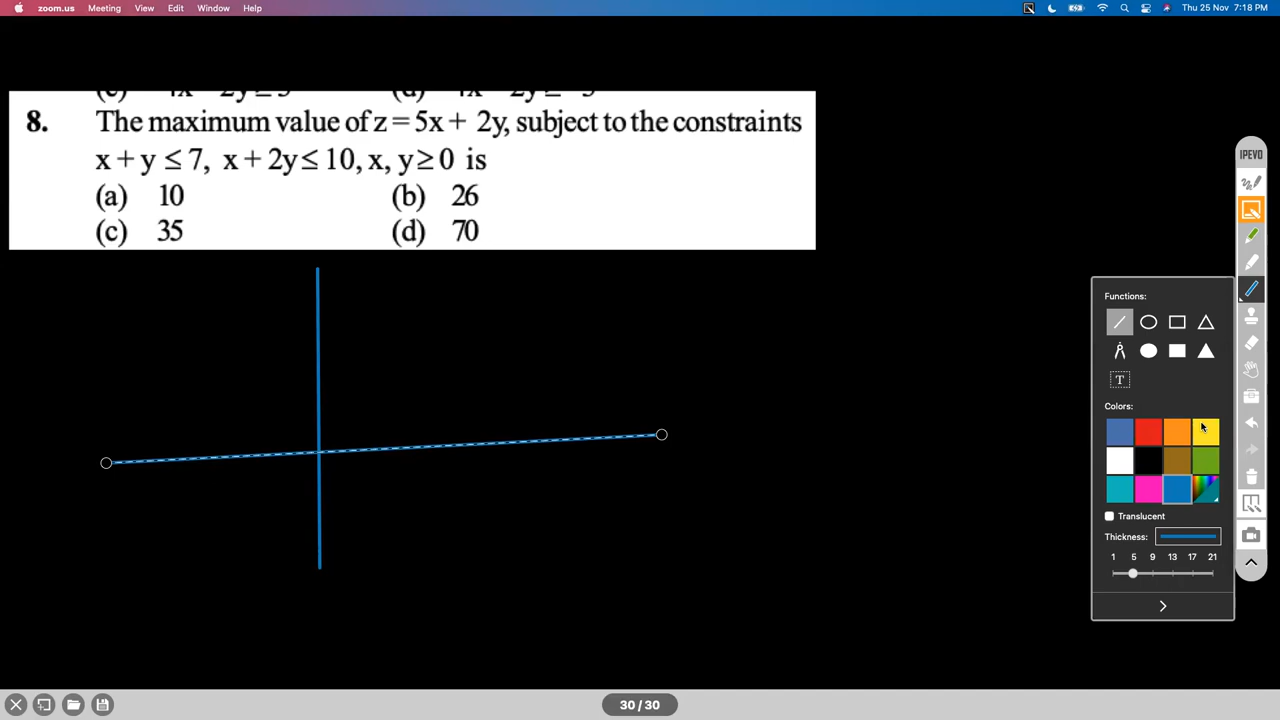 zoom.us Meeting View Edit Window Help
Thu 25 Nov 7:18 PM
8. The maximum value of z = 5x + 2y, subject to the constraints
x + y ≤ 7, x + 2y ≤ 10, x, y ≥ 0 is
(a) 10 (b) 26
(c) 35 (d) 70
IPEVO
Functions:
T
Colors:
Translucent
Thickness:
1 5 9 13 17 21
30 / 30